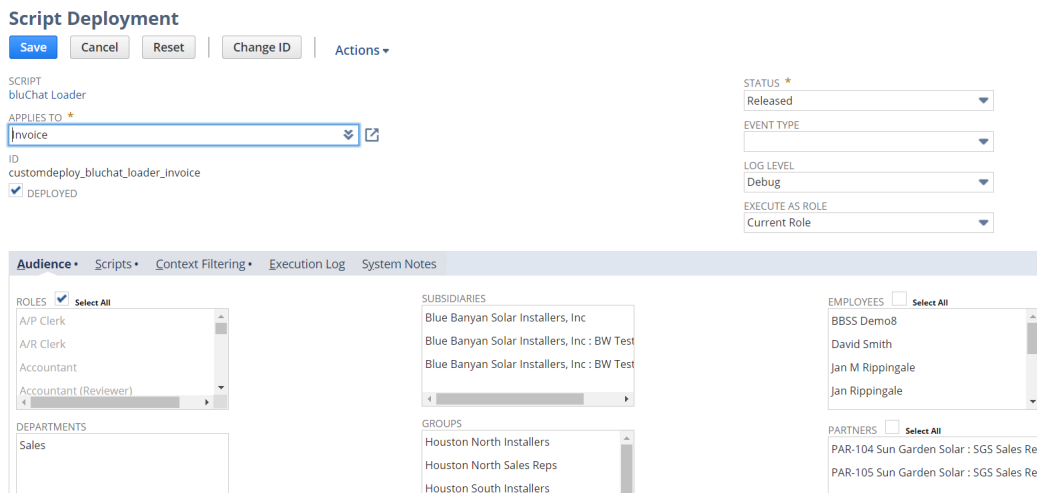 Script Deployment
Save Cancel Reset Change ID Actions
SCRIPT
bluChat Loader
APPLIES TO *
Invoice
ID
customdeploy_bluchat_loader_invoice
DEPLOYED
STATUS *
Released
EVENT TYPE
LOG LEVEL
Debug
EXECUTE AS ROLE
Current Role
Audience • Scripts • Context Filtering • Execution Log System Notes
ROLES Select All
A/P Clerk
A/R Clerk
Accountant
Accountant (Reviewer)
SUBSIDIARIES
Blue Banyan Solar Installers, Inc
Blue Banyan Solar Installers, Inc : BW Test
Blue Banyan Solar Installers, Inc : BW Test
EMPLOYEES Select All
BBSS Demo8
David Smith
Jan M Rippingale
Jan Rippingale
DEPARTMENTS
Sales
GROUPS
Houston North Installers
Houston North Sales Reps
Houston South Installers
PARTNERS Select All
PAR-104 Sun Garden Solar : SGS Sales Re
PAR-105 Sun Garden Solar : SGS Sales Re